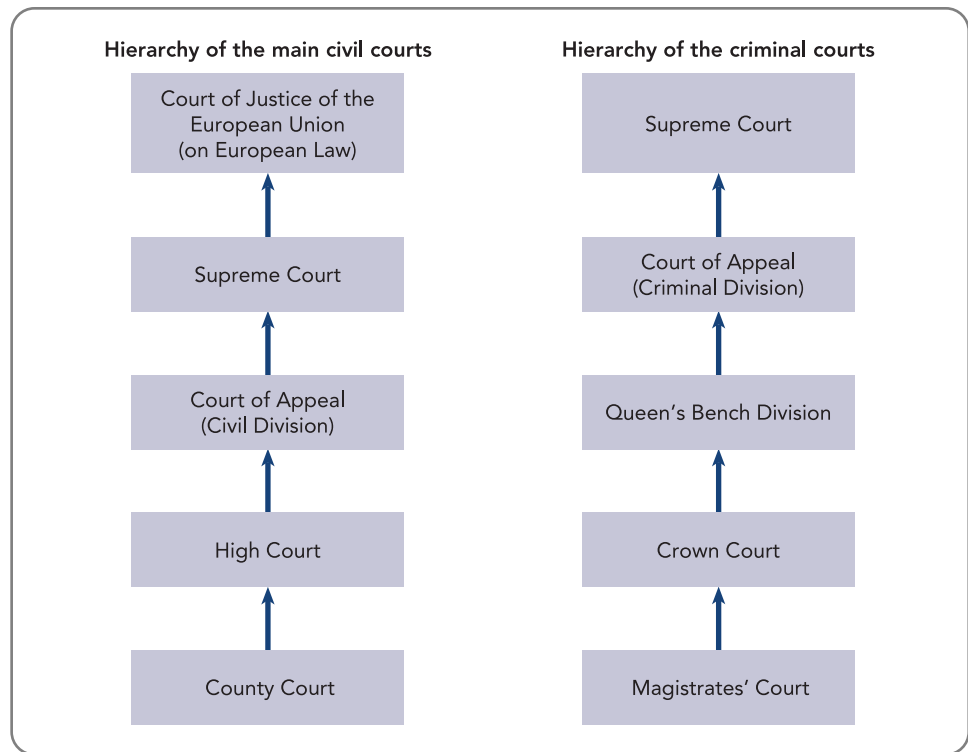 Hierarchy of the main civil courts
Court of Justice of the
European Union
(on European Law)
Supreme Court
Court of Appeal
(Civil Division)
High Court
County Court
Hierarchy of the criminal courts
Supreme Court
Court of Appeal
(Criminal Division)
Queen’s Bench Division
Crown Court
Magistrates’ Court